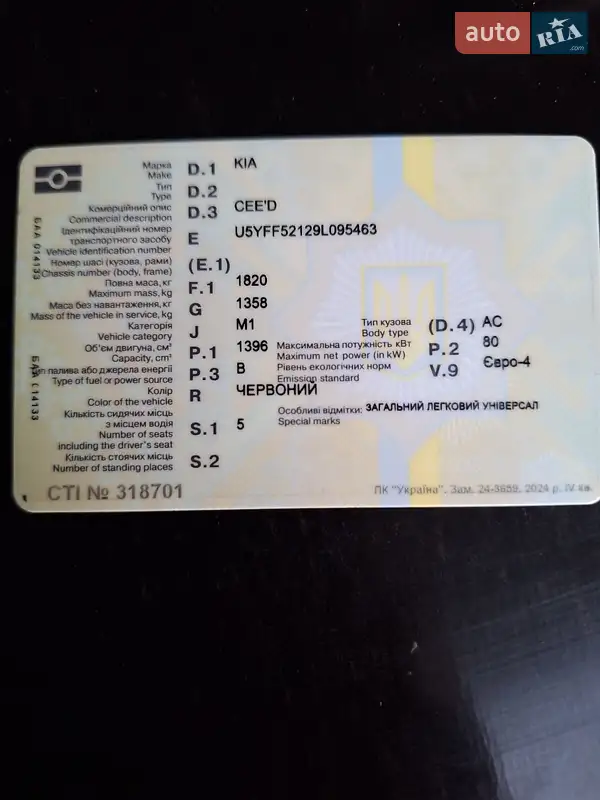 auto RIA .com
Марка D.1 KIA
Make
Тип D.2
Type
Комерційний опис D.3 CEE'D
Commercial description
Ідентифікаційний номер E U5YFF52129L095463
транспортного засобу
Vehicle identification number
Номер шасі (кузова, рами) (E.1)
Chassis number (body, frame)
Повна маса, кг F.1 1820
Maximum mass, kg
Маса без навантаження, кг G 1358
Mass of the vehicle in service, kg
Категорія J M1 Тип кузова (D.4) AC
Vehicle category Body type
Об'єм двигуна, см³ P.1 1396 Максимальна потужність кВт P.2 80
Capacity, cm³ Maximum net power (in kW)
Тип палива або джерела енергії P.3 B Рівень екологічних норм V.9 Євро-4
Type of fuel or power source Emission standard
Колір R ЧЕРВОНИЙ
Color of the vehicle
Кількість сидячих місць S.1 5 Особливі відмітки: ЗАГАЛЬНИЙ ЛЕГКОВИЙ УНІВЕРСАЛ
з місцем водія Special marks
Number of seats
including the driver's seat
Кількість стоячих місць S.2
Number of standing places
СТІ № 318701
ПК "Україна". Зам. 24-3659. 2024 р. IV кв.